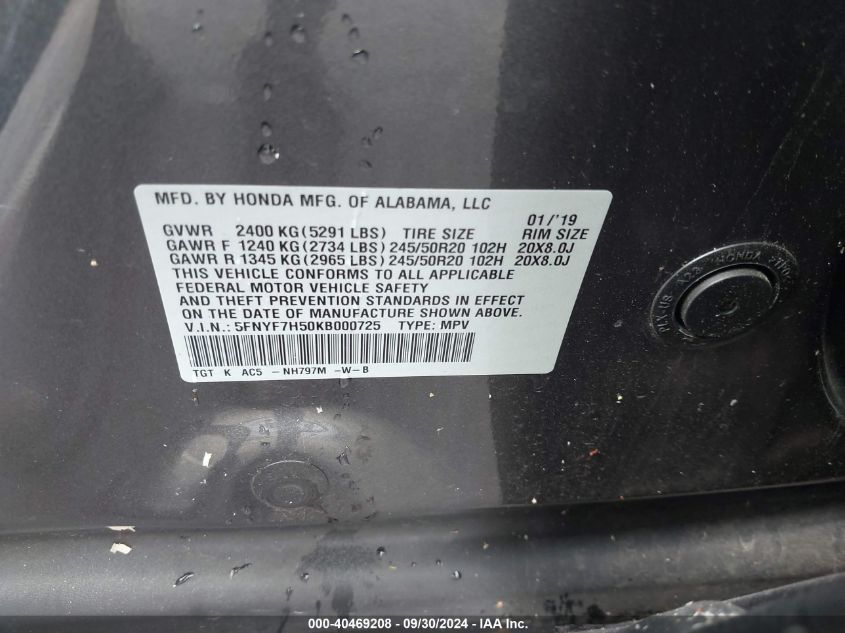 MFD. BY HONDA MFG. OF ALABAMA, LLC
01/'19
GVWR 2400 KG (5291 LBS) TIRE SIZE RIM SIZE
GAWR F 1240 KG (2734 LBS) 245/50R20 102H 20X8.0J
GAWR R 1345 KG (2965 LBS) 245/50R20 102H 20X8.0J
THIS VEHICLE CONFORMS TO ALL APPLICABLE
FEDERAL MOTOR VEHICLE SAFETY
AND THEFT PREVENTION STANDARDS IN EFFECT
ON THE DATE OF MANUFACTURE SHOWN ABOVE.
V.I.N.: 5FNYF7H50KB000725 TYPE: MPV
TGT K AC5 - NH797M -W-B
HONDA
000-40469208 - 09/30/2024 - IAA Inc.